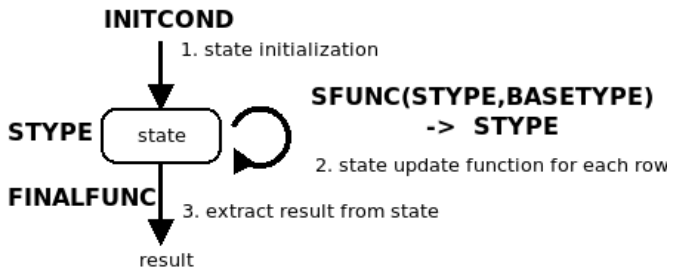 INITCOND
1. state initialization
SFUNC(STYPE,BASETYPE)
-> STYPE
STYPE
state
2. state update function for each row
FINALFUNC
3. extract result from state
result